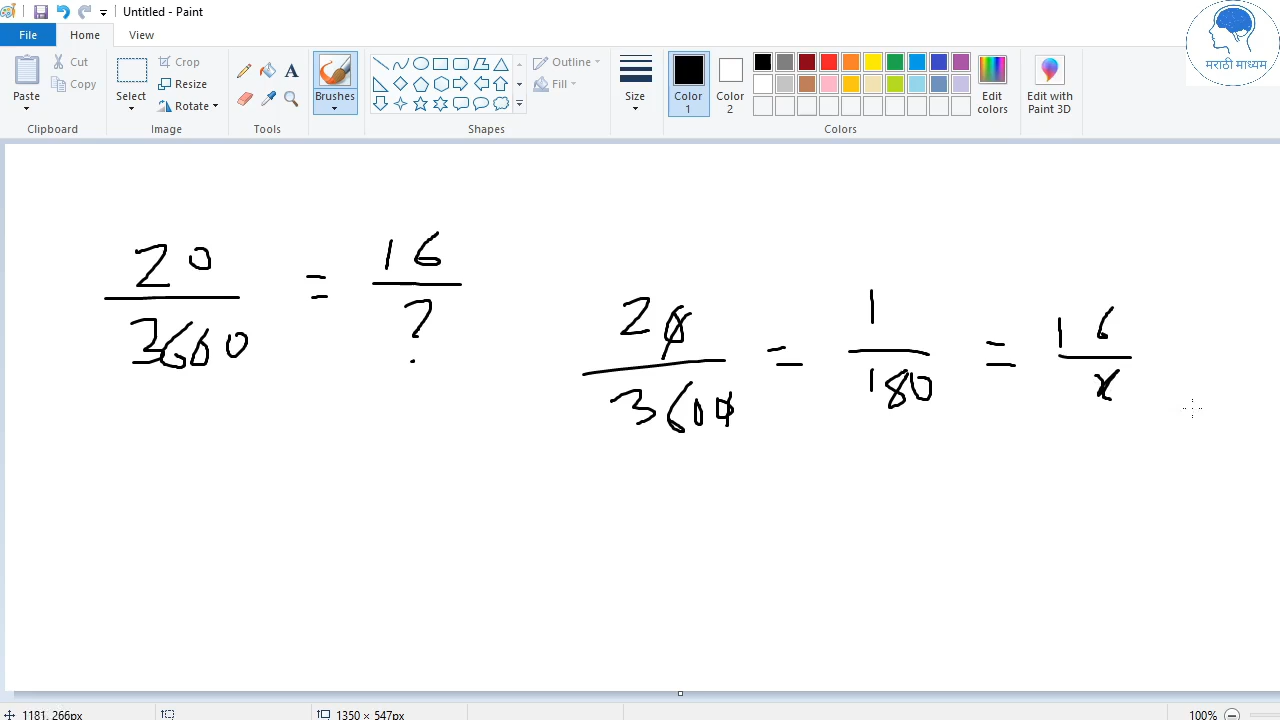 Untitled - Paint
File Home View
Paste Cut Copy Select Crop Resize Rotate Brushes Outline Fill Size Color 1 Color 2 Edit colors Edit with Paint 3D
Clipboard Image Tools Shapes Colors
मराठी माध्यम
20/3600 = 16/?
20/3600 = 1/180 = 16/x
1181, 266px 1350 × 547px 100%